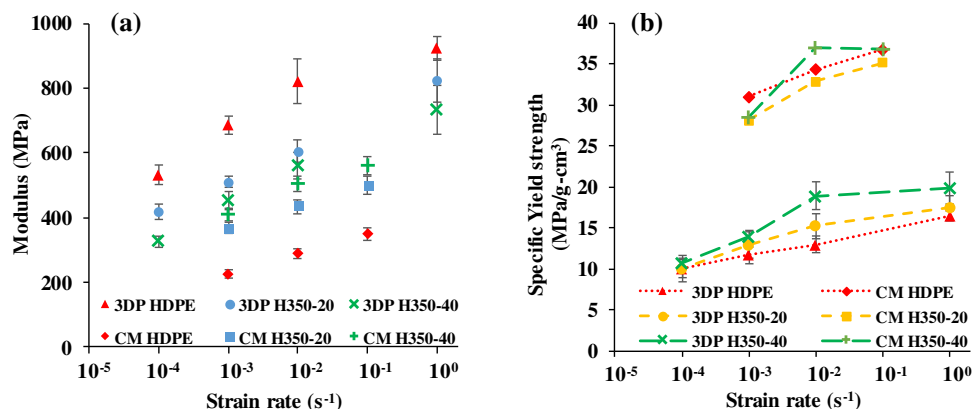 (a)
1000
800
600
400
200
0
Modulus (MPa)
3DP HDPE 3DP H350-20 3DP H350-40
CM HDPE CM H350-20 CM H350-40
10⁻⁵ 10⁻⁴ 10⁻³ 10⁻² 10⁻¹ 10⁰
Strain rate (s⁻¹)
(b)
40
35
30
25
20
15
10
5
0
Specific Yield strength
(MPa/g-cm³)
3DP HDPE CM HDPE
3DP H350-20 CM H350-20
3DP H350-40 CM H350-40
10⁻⁵ 10⁻⁴ 10⁻³ 10⁻² 10⁻¹ 10⁰
Strain rate (s⁻¹)